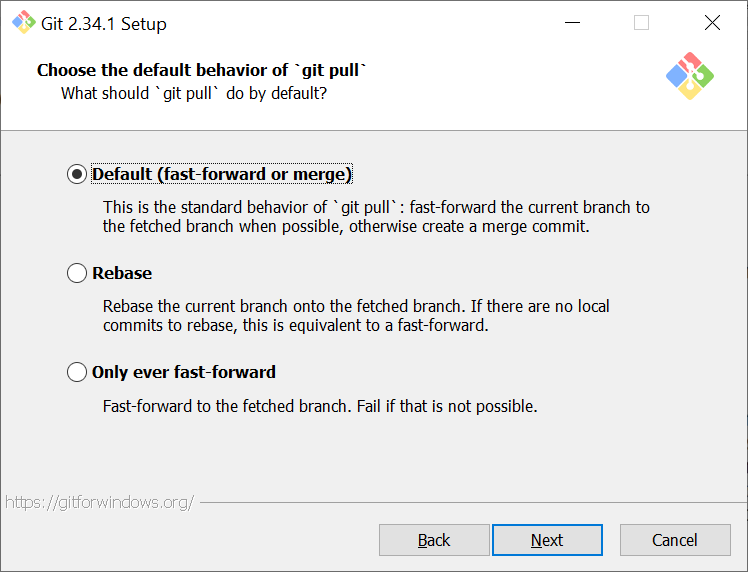 Git 2.34.1 Setup
Choose the default behavior of `git pull`
What should `git pull` do by default?
Default (fast-forward or merge)
This is the standard behavior of `git pull`: fast-forward the current branch to
the fetched branch when possible, otherwise create a merge commit.
Rebase
Rebase the current branch onto the fetched branch. If there are no local
commits to rebase, this is equivalent to a fast-forward.
Only ever fast-forward
Fast-forward to the fetched branch. Fail if that is not possible.
https://gitforwindows.org/
Back
Next
Cancel